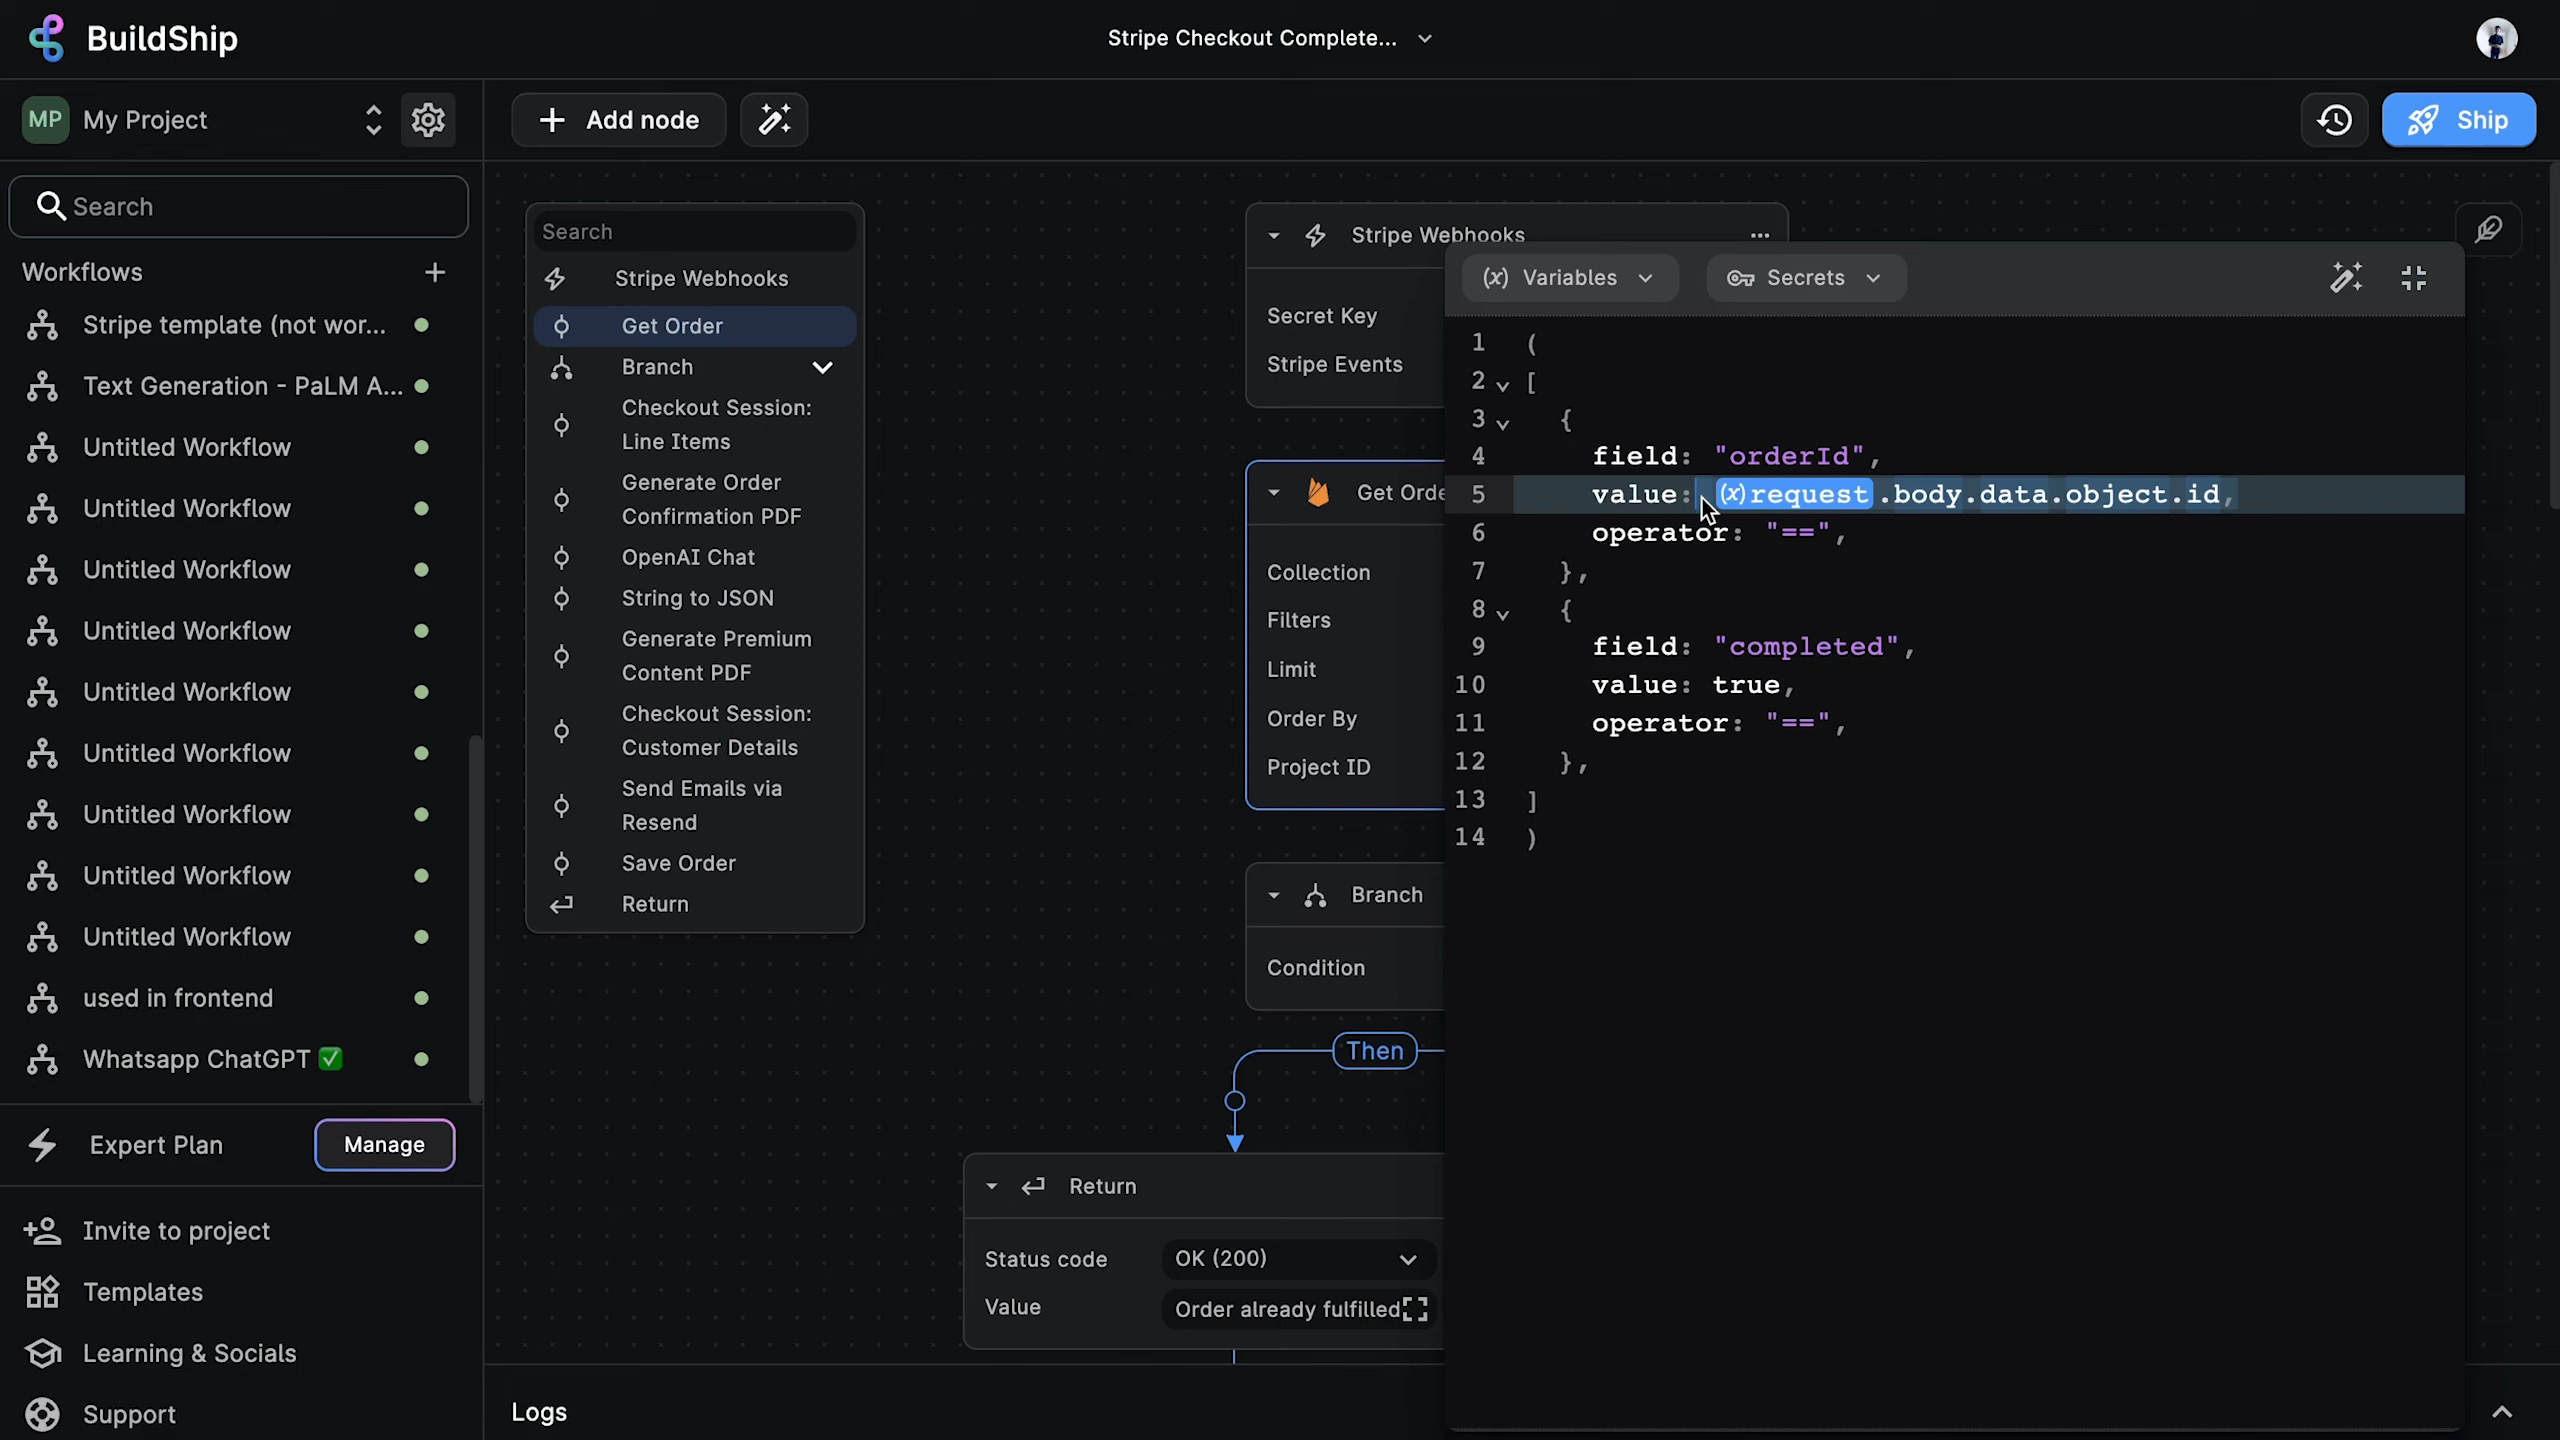 BuildShip
Stripe Checkout Complete...
MP My Project
Add node
Ship
Search
Workflows
Stripe template (not wor...
Text Generation - PaLM A...
Untitled Workflow
Untitled Workflow
Untitled Workflow
Untitled Workflow
Untitled Workflow
Untitled Workflow
Untitled Workflow
Untitled Workflow
Untitled Workflow
used in frontend
Whatsapp ChatGPT ✅
Expert Plan
Manage
Invite to project
Templates
Learning & Socials
Support
Search
Stripe Webhooks
Get Order
Branch
Checkout Session:
Line Items
Generate Order
Confirmation PDF
OpenAI Chat
String to JSON
Generate Premium
Content PDF
Checkout Session:
Customer Details
Send Emails via
Resend
Save Order
Return
Stripe Webhooks
Secret Key
Stripe Events
Get Orde
Collection
Filters
Limit
Order By
Project ID
Branch
Condition
Then
Return
Status code OK (200)
Value Order already fulfilled
Logs
(x) Variables
Secrets
1 (
2 [
3 {
4 field: "orderId",
5 value: (x)request.body.data.object.id,
6 operator: "==",
7 },
8 {
9 field: "completed",
10 value: true,
11 operator: "==",
12 },
13 ]
14 )